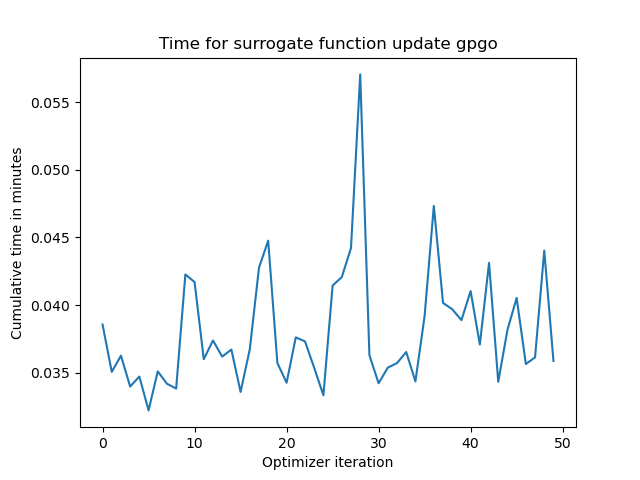 Time for surrogate function update gpgo
Cumulative time in minutes
0.055
0.050
0.045
0.040
0.035
0 10 20 30 40 50
Optimizer iteration